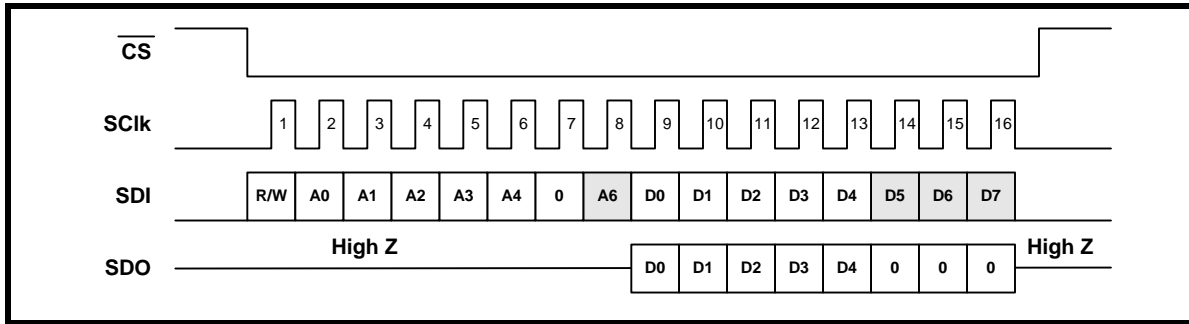 CS
SClk 1 2 3 4 5 6 7 8 9 10 11 12 13 14 15 16
SDI R/W A0 A1 A2 A3 A4 0 A6 D0 D1 D2 D3 D4 D5 D6 D7
High Z High Z
SDO D0 D1 D2 D3 D4 0 0 0